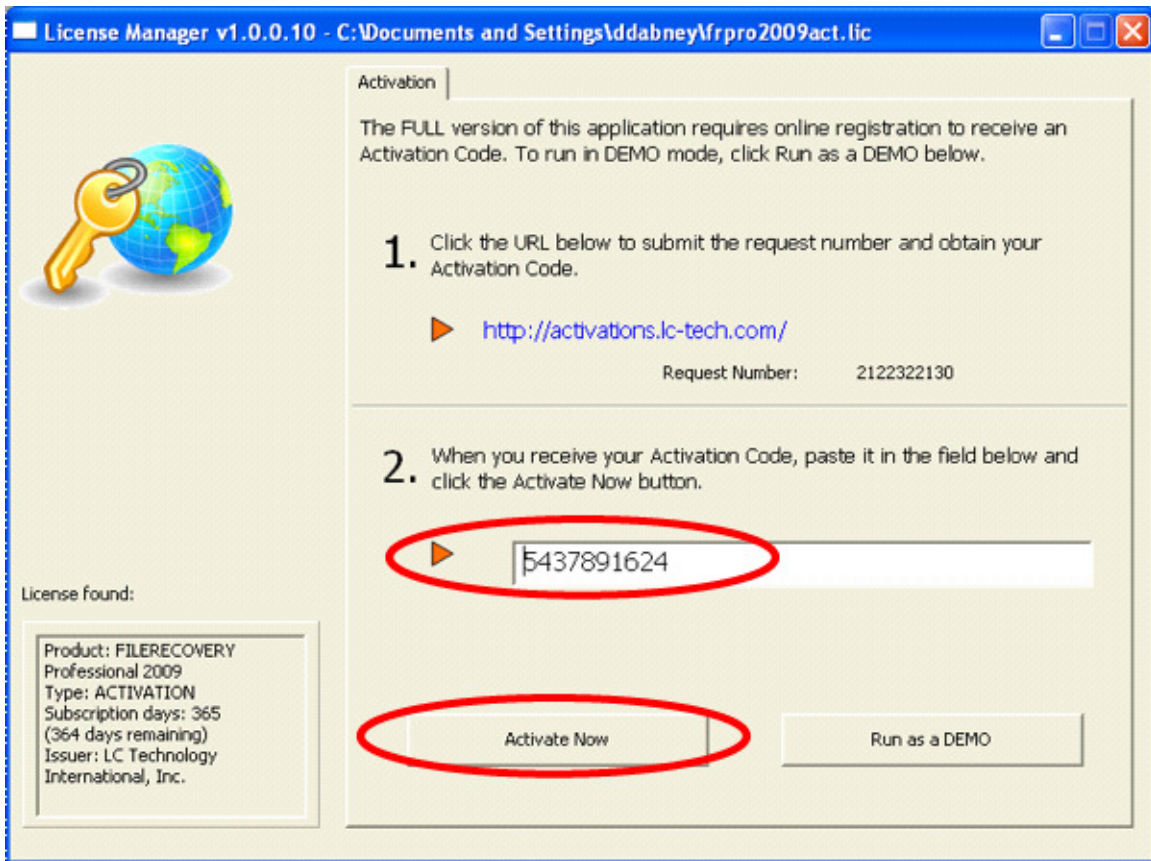 License Manager v1.0.0.10 - C:\Documents and Settings\ddabney\frpro2009act.lic
Activation
The FULL version of this application requires online registration to receive an
Activation Code. To run in DEMO mode, click Run as a DEMO below.
1. Click the URL below to submit the request number and obtain your
Activation Code.
http://activations.lc-tech.com/
Request Number: 2122322130
2. When you receive your Activation Code, paste it in the field below and
click the Activate Now button.
5437891624
License found:
Product: FILERECOVERY
Professional 2009
Type: ACTIVATION
Subscription days: 365
(364 days remaining)
Issuer: LC Technology
International, Inc.
Activate Now
Run as a DEMO